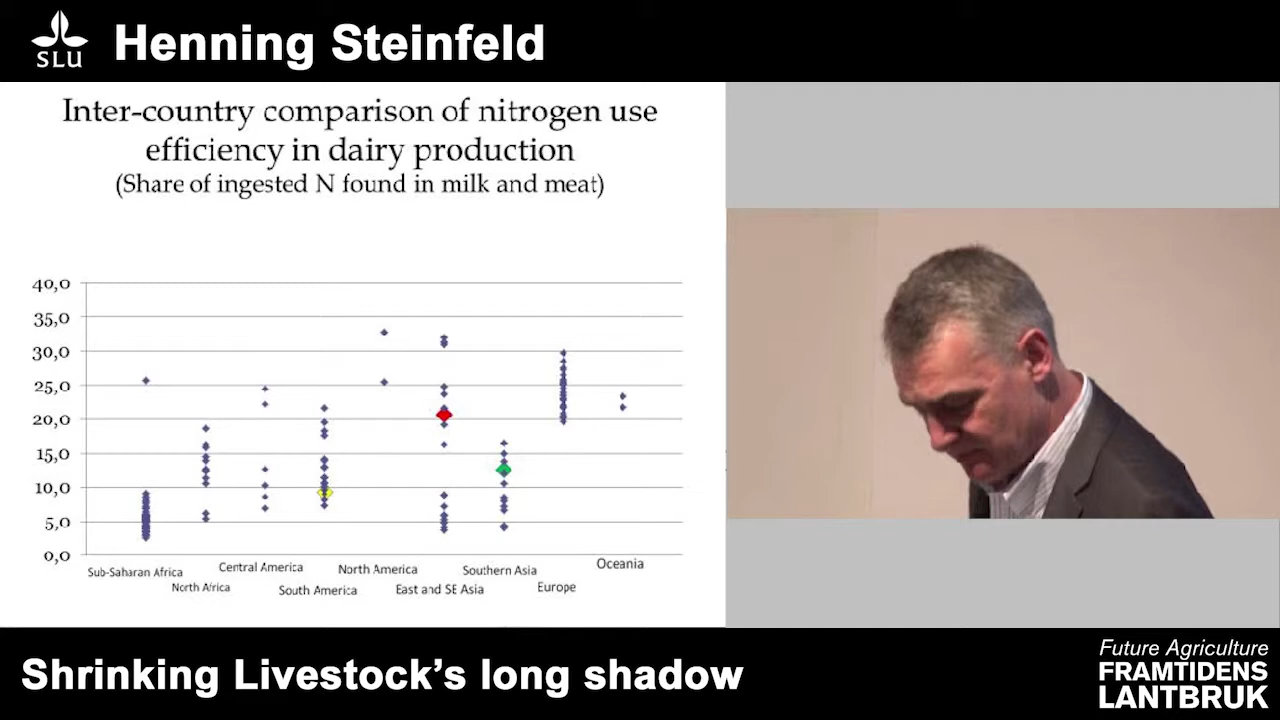 SLU
Henning Steinfeld
Inter-country comparison of nitrogen use
efficiency in dairy production
(Share of ingested N found in milk and meat)
40,0
35,0
30,0
25,0
20,0
15,0
10,0
5,0
0,0
Sub-Saharan Africa
North Africa
Central America
South America
North America
East and SE Asia
Southern Asia
Europe
Oceania
Shrinking Livestock's long shadow
Future Agriculture
FRAMTIDENS
LANTBRUK